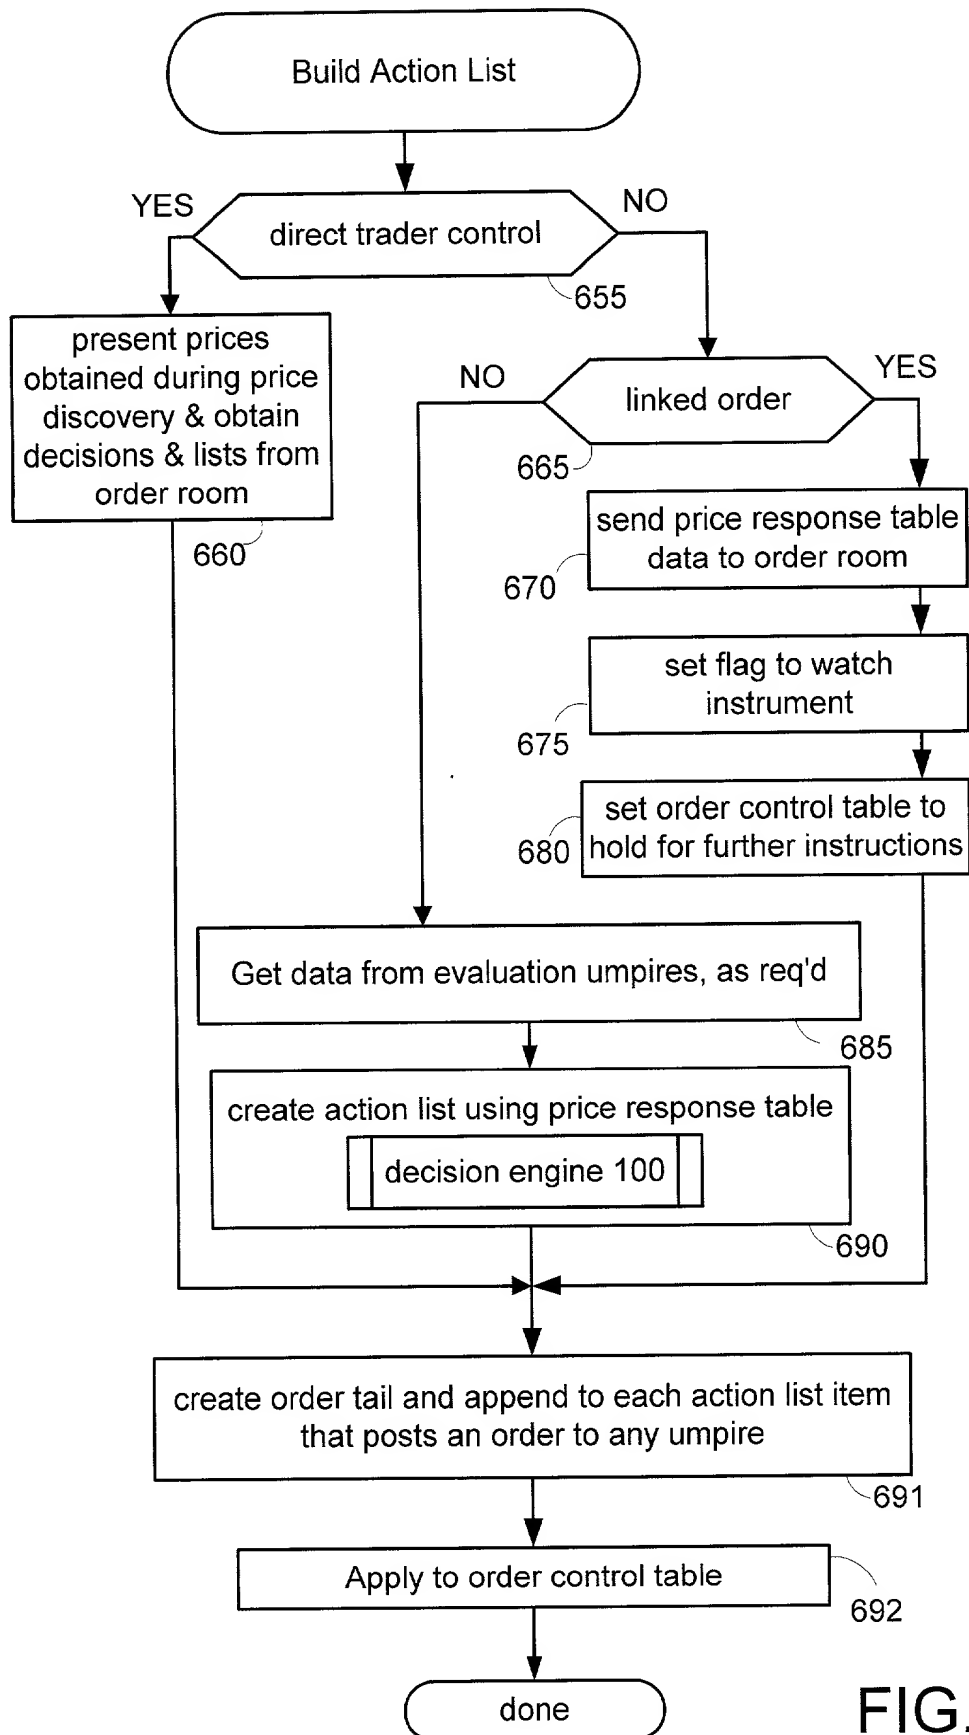 Build Action List
YES
NO
direct trader control
655
present prices
obtained during price
discovery & obtain
decisions & lists from
order room
660
NO
YES
linked order
665
send price response table
data to order room
670
set flag to watch
instrument
675
set order control table to
hold for further instructions
680
Get data from evaluation umpires, as req'd
685
create action list using price response table
decision engine 100
690
create order tail and append to each action list item
that posts an order to any umpire
691
Apply to order control table
692
done
FIG.